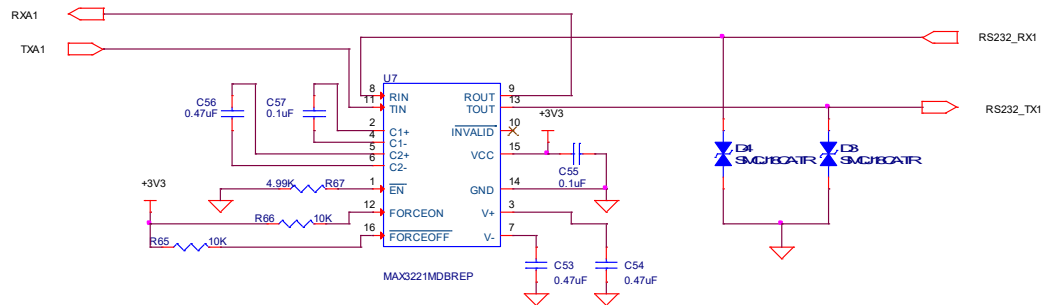 RXA1
TXA1
RS232_RX1
RS232_TX1
U7
8 RIN
11 TIN
2 C1+
4 C1-
5 C2+
6 C2-
1 EN
12 FORCEON
16 FORCEOFF
ROUT 9
TOUT 13
INVALID 10
VCC 15
GND 14
V+ 3
V- 7
MAX3221MDBREP
C56
0.47uF
C57
0.1uF
+3V3
C55
0.1uF
4.99K R67
+3V3
R66 10K
R65 10K
C53
0.47uF
C54
0.47uF
D4
SMCJ18CATR
D3
SMCJ18CATR